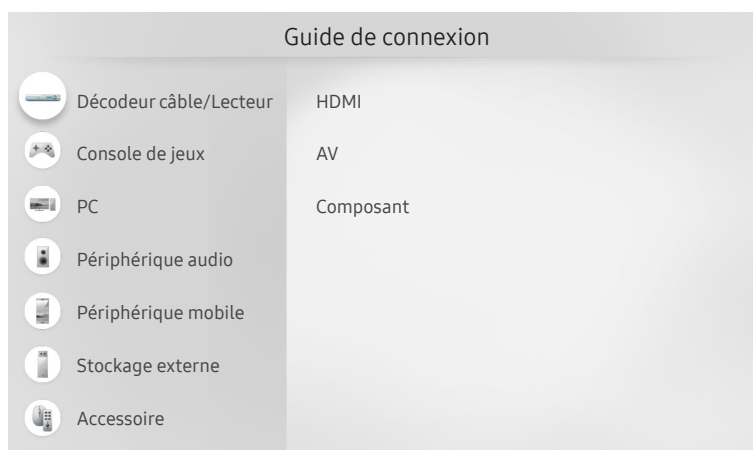 Guide de connexion
Décodeur câble/Lecteur
HDMI
Console de jeux
AV
PC
Composant
Périphérique audio
Périphérique mobile
Stockage externe
Accessoire